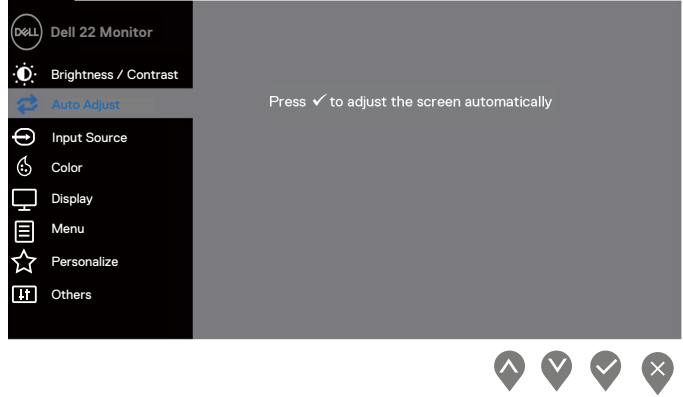 DELL
Dell 22 Monitor
Brightness / Contrast
Auto Adjust
Press ✓ to adjust the screen automatically
Input Source
Color
Display
Menu
Personalize
Others